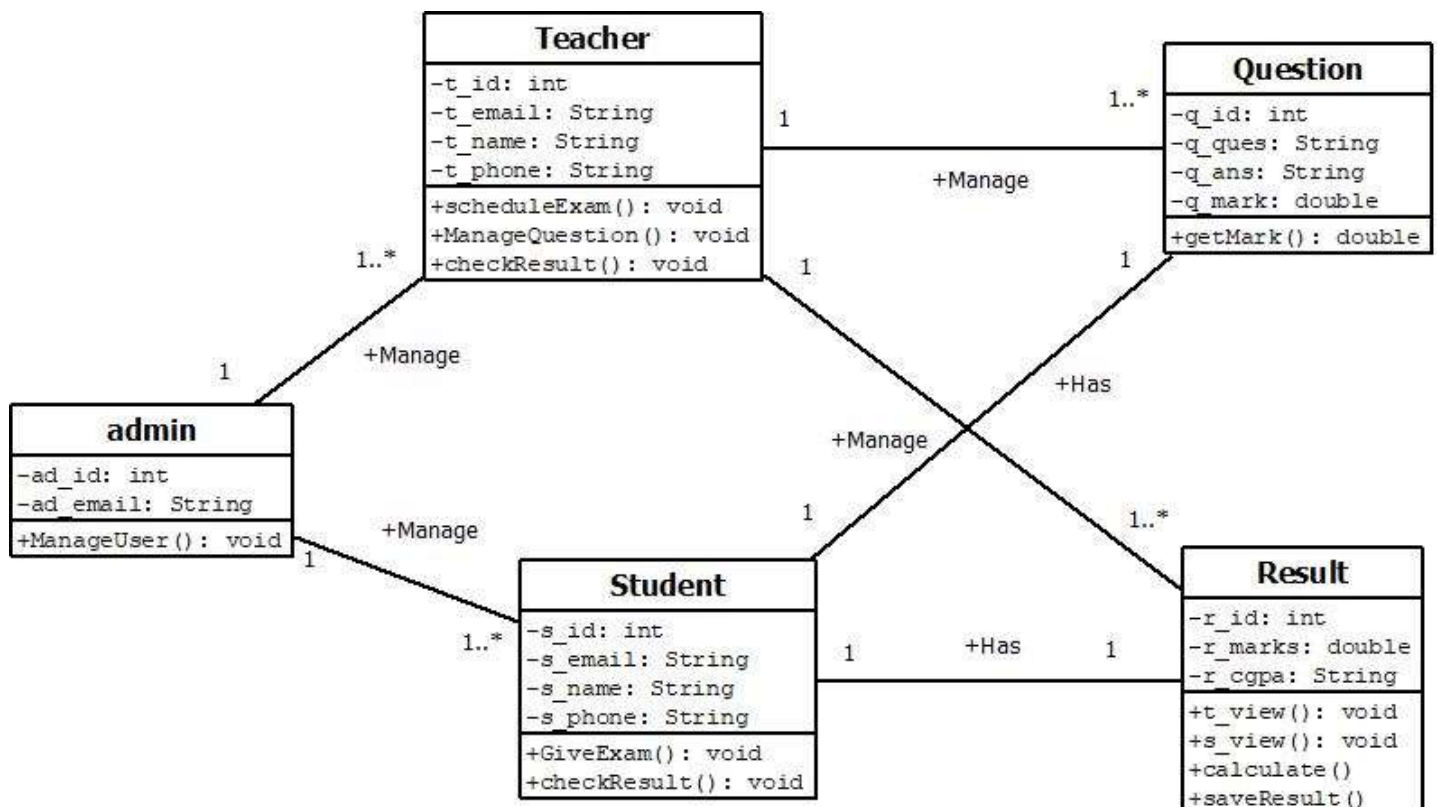 Teacher
-t_id: int
-t_email: String
-t_name: String
-t_phone: String
+scheduleExam(): void
+ManageQuestion(): void
+checkResult(): void
Question
-q_id: int
-q_ques: String
-q_ans: String
-q_mark: double
+getMark(): double
1
1..*
+Manage
1..*
1
+Manage
1
1
+Has
+Manage
1
1..*
admin
-ad_id: int
-ad_email: String
+ManageUser(): void
1
+Manage
1..*
Student
-s_id: int
-s_email: String
-s_name: String
-s_phone: String
+GiveExam(): void
+checkResult(): void
1
+Has
1
Result
-r_id: int
-r_marks: double
-r_cgpa: String
+t_view(): void
+s_view(): void
+calculate()
+saveResult()